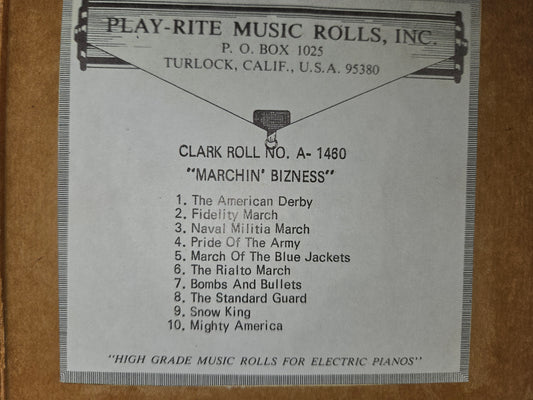 PLAY-RITE MUSIC ROLLS, INC.
P. O. BOX 1025
TURLOCK, CALIF., U.S.A. 95380
CLARK ROLL NO. A- 1460
"MARCHIN' BIZNESS"
1. The American Derby
2. Fidelity March
3. Naval Militia March
4. Pride Of The Army
5. March Of The Blue Jackets
6. The Rialto March
7. Bombs And Bullets
8. The Standard Guard
9. Snow King
10. Mighty America
"HIGH GRADE MUSIC ROLLS FOR ELECTRIC PIANOS"